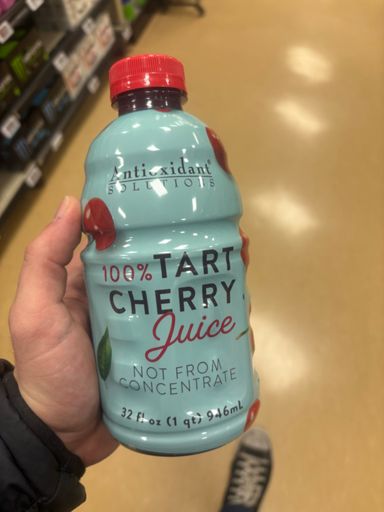 Antioxidant®
SOLUTIONS
100% TART
CHERRY
Juice
NOT FROM
CONCENTRATE
32 fl oz (1 qt) 946mL